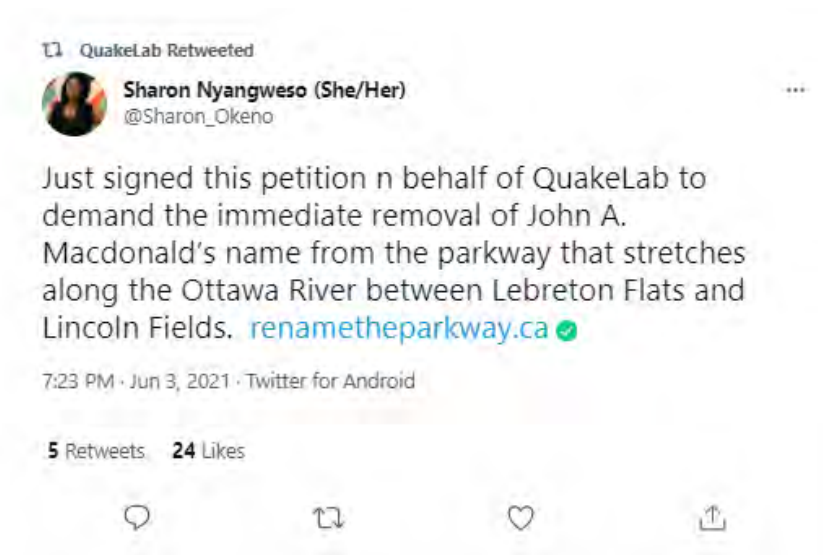 QuakeLab Retweeted
Sharon Nyangweso (She/Her)
@Sharon_Okeno
Just signed this petition n behalf of QuakeLab to
demand the immediate removal of John A.
Macdonald's name from the parkway that stretches
along the Ottawa River between Lebreton Flats and
Lincoln Fields. renametheparkway.ca
7:23 PM · Jun 3, 2021 · Twitter for Android
5 Retweets 24 Likes